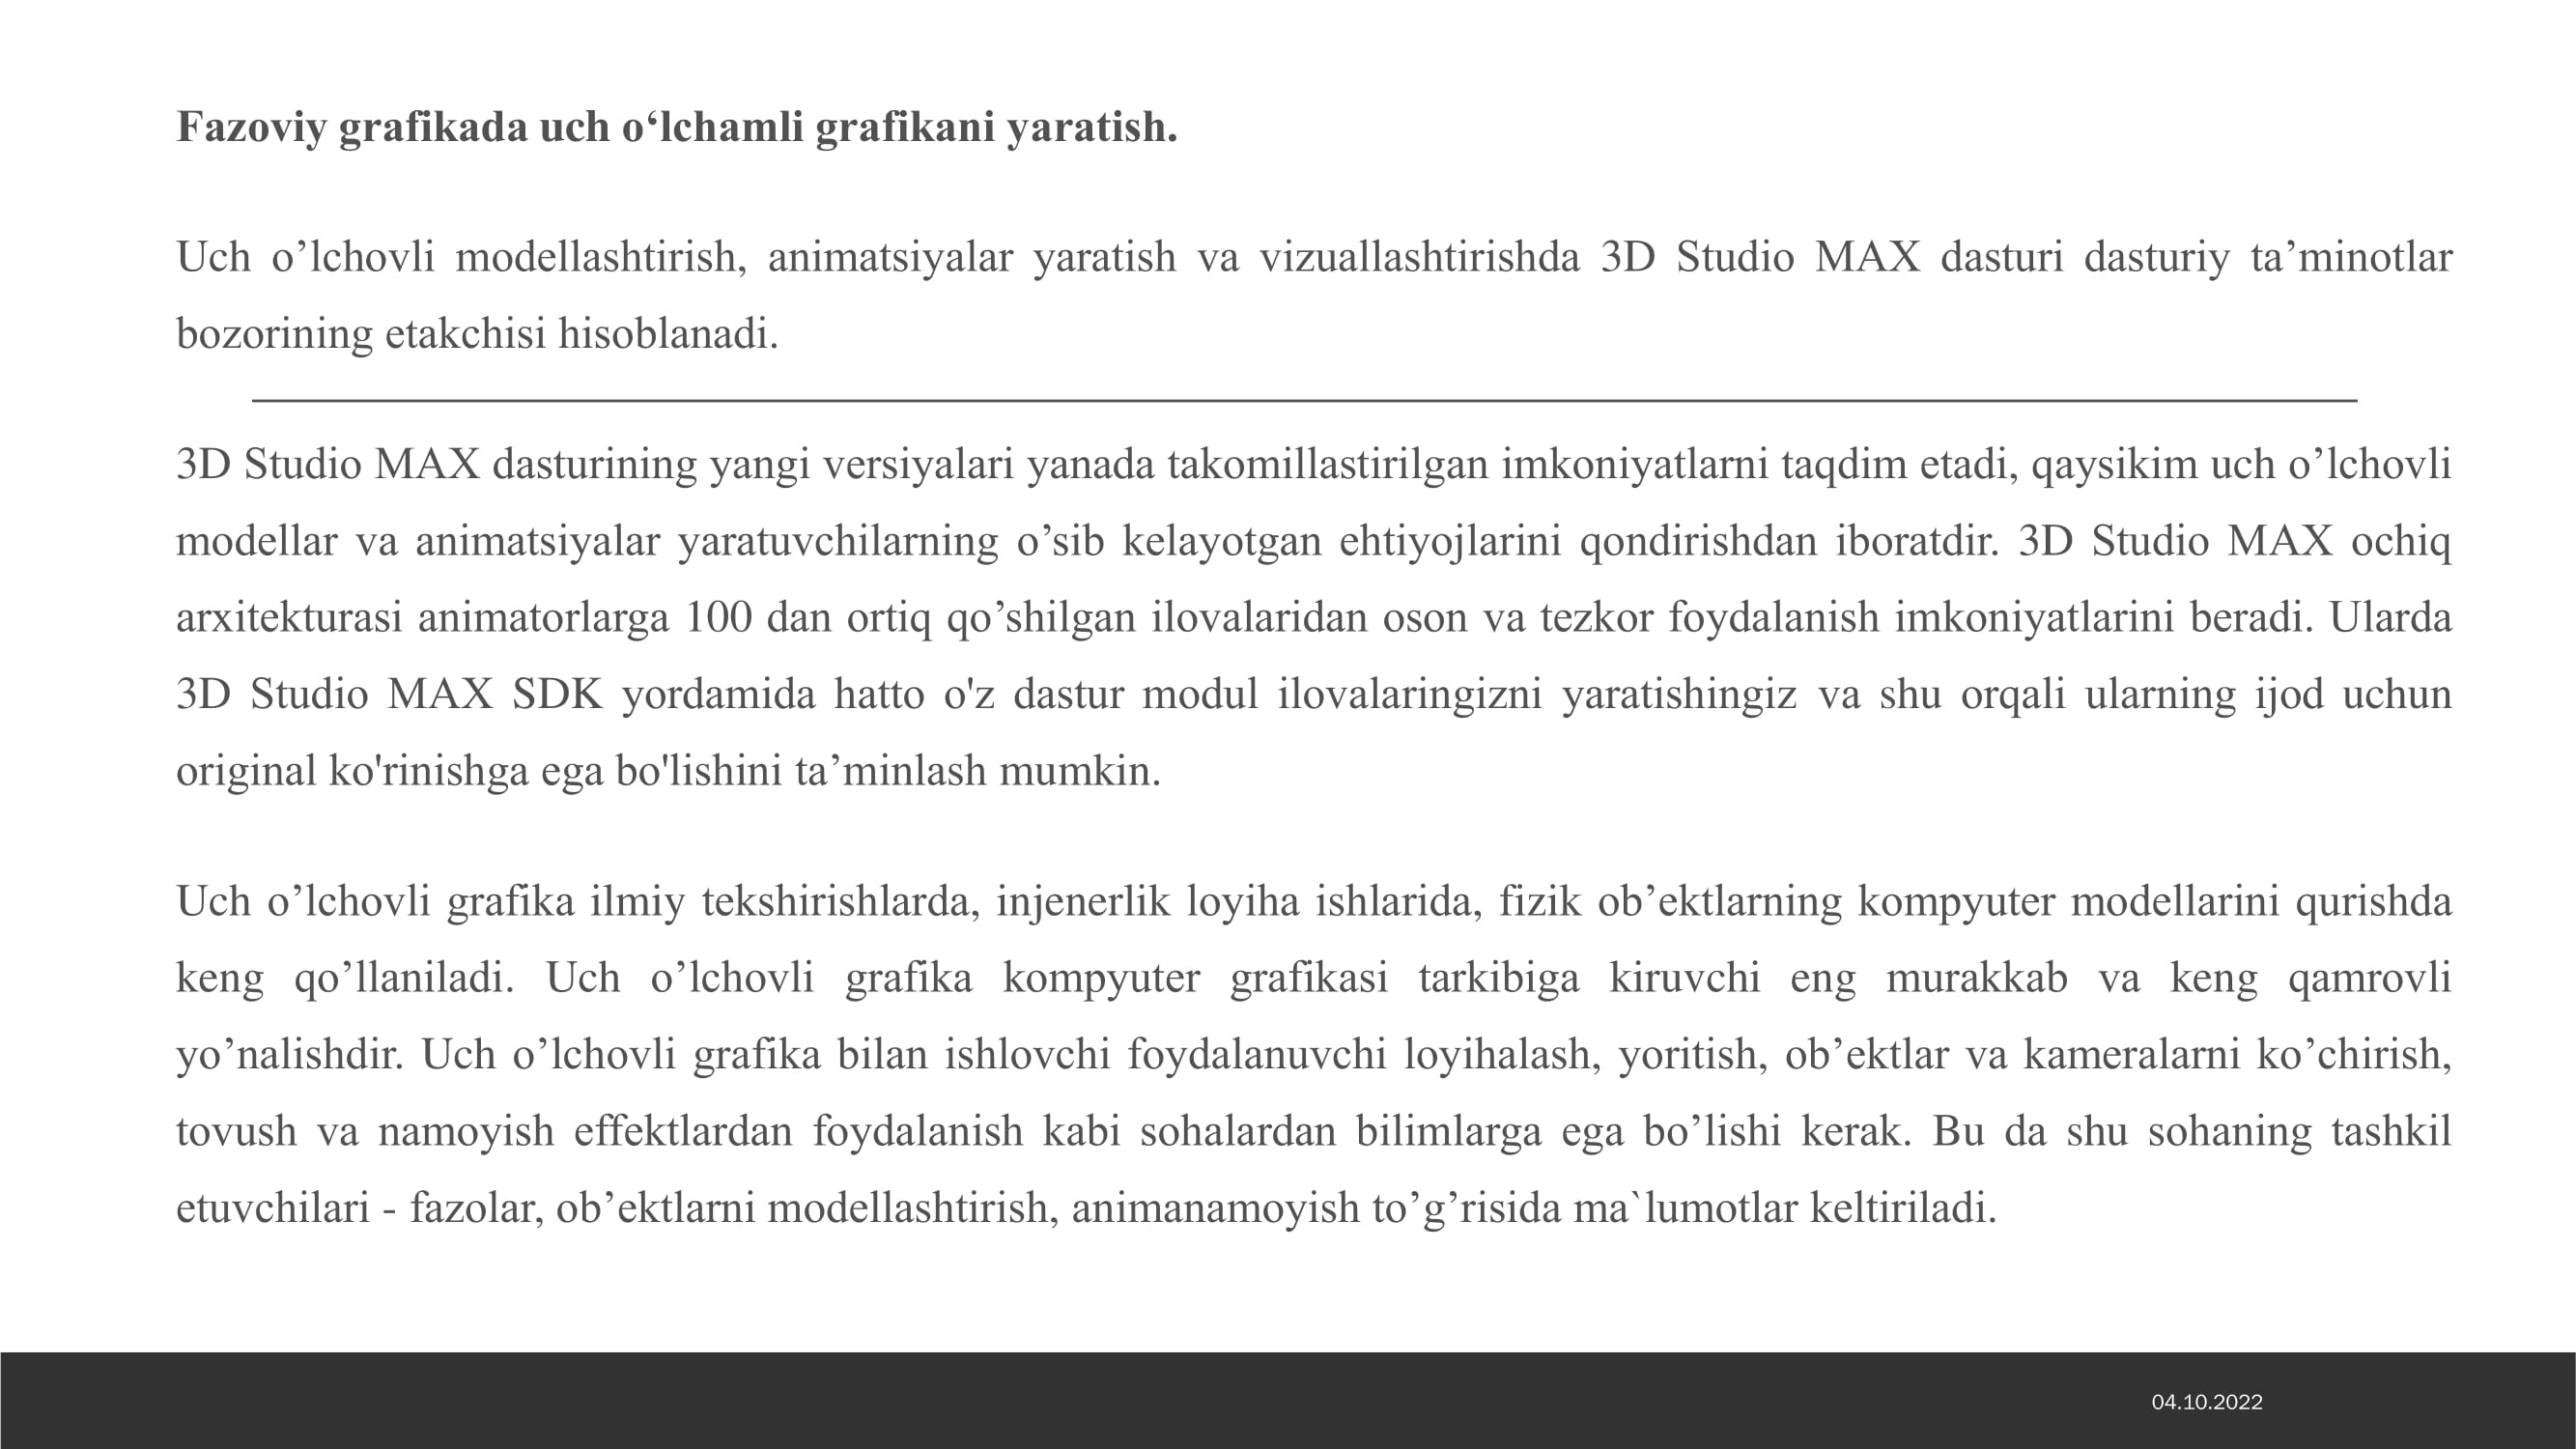 Fazoviy grafikada uch o‘lchamli grafikani yaratish.
Uch o’lchovli modellashtirish, animatsiyalar yaratish va vizuallashtirishda 3D Studio MAX dasturi dasturiy ta’minotlar
bozorining etakchisi hisoblanadi.
3D Studio MAX dasturining yangi versiyalari yanada takomillastirilgan imkoniyatlarni taqdim etadi, qaysikim uch o’lchovli
modellar va animatsiyalar yaratuvchilarning o’sib kelayotgan ehtiyojlarini qondirishdan iboratdir. 3D Studio MAX ochiq
arxitekturasi animatorlarga 100 dan ortiq qo’shilgan ilovalaridan oson va tezkor foydalanish imkoniyatlarini beradi. Ularda
3D Studio MAX SDK yordamida hatto o'z dastur modul ilovalaringizni yaratishingiz va shu orqali ularning ijod uchun
original ko'rinishga ega bo'lishini ta’minlash mumkin.
Uch o’lchovli grafika ilmiy tekshirishlarda, injenerlik loyiha ishlarida, fizik ob’ektlarning kompyuter modellarini qurishda
keng qo’llaniladi. Uch o’lchovli grafika kompyuter grafikasi tarkibiga kiruvchi eng murakkab va keng qamrovli
yo’nalishdir. Uch o’lchovli grafika bilan ishlovchi foydalanuvchi loyihalash, yoritish, ob’ektlar va kameralarni ko’chirish,
tovush va namoyish effektlardan foydalanish kabi sohalardan bilimlarga ega bo’lishi kerak. Bu da shu sohaning tashkil
etuvchilari - fazolar, ob’ektlarni modellashtirish, animanamoyish to’g’risida ma`lumotlar keltiriladi.
04.10.2022